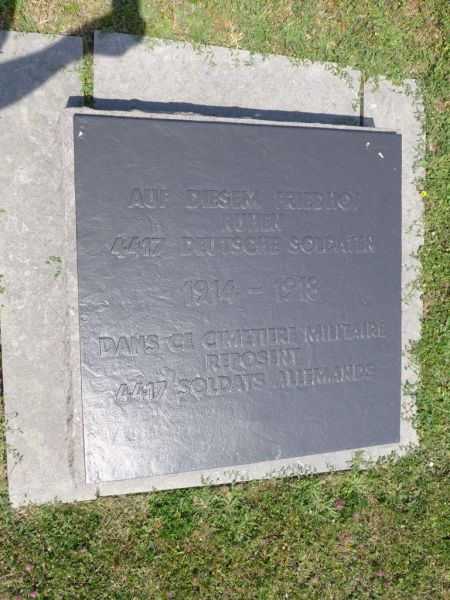 AUF DIESEM FRIEDHOF
RUHEN
4417 DEUTSCHE SOLDATEN
1914 - 1918
DANS CE CIMETIERE MILITAIRE
REPOSENT
4417 SOLDATS ALLEMANDS